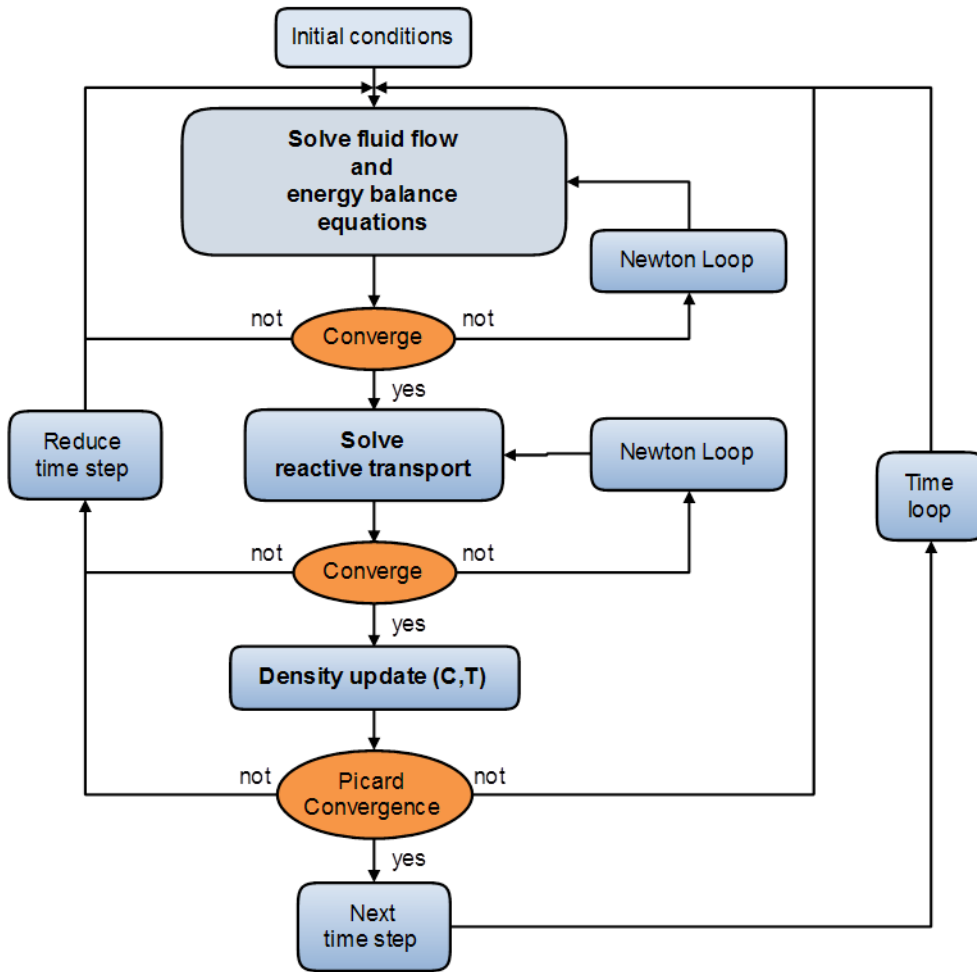 Initial conditions
Solve fluid flow
and
energy balance
equations
Newton Loop
not
Converge
not
yes
Reduce
time step
Solve
reactive transport
Newton Loop
Time
loop
not
Converge
not
yes
Density update (C,T)
not
Picard
Convergence
not
yes
Next
time step